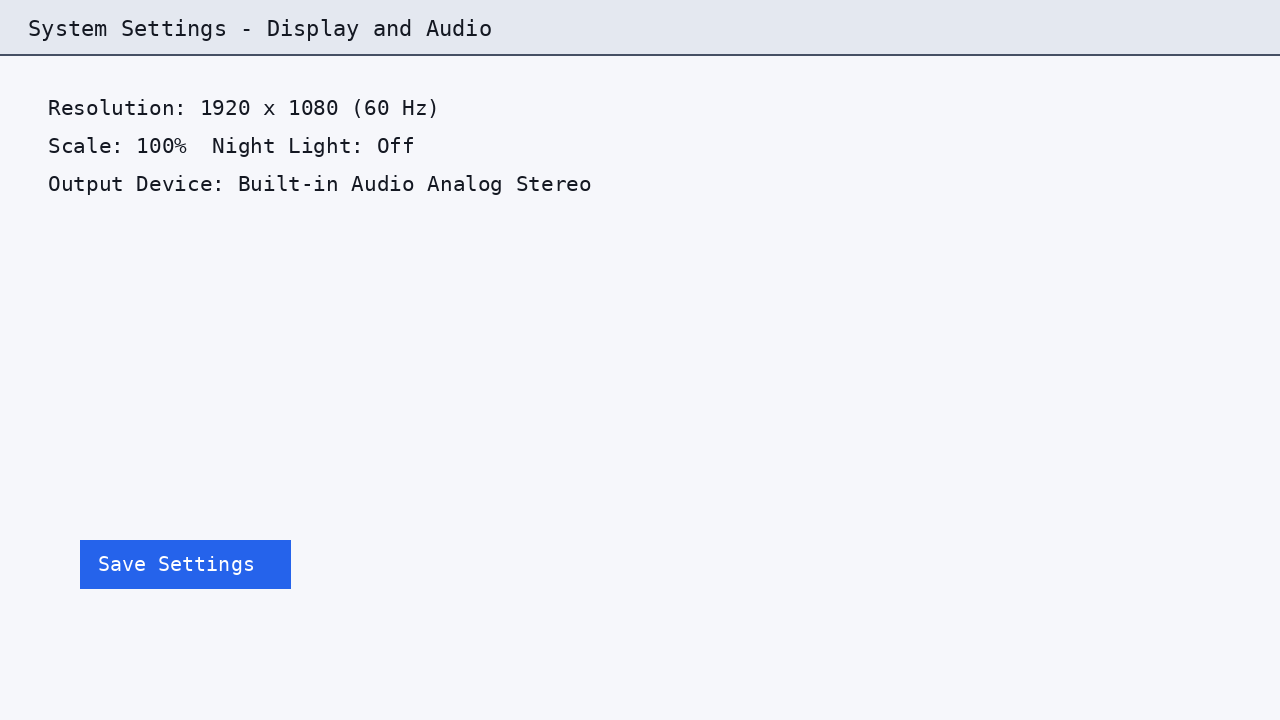 System Settings - Display and Audio
Resolution: 1920 x 1080 (60 Hz)
Scale: 100%  Night Light: Off
Output Device: Built-in Audio Analog Stereo
Save Settings